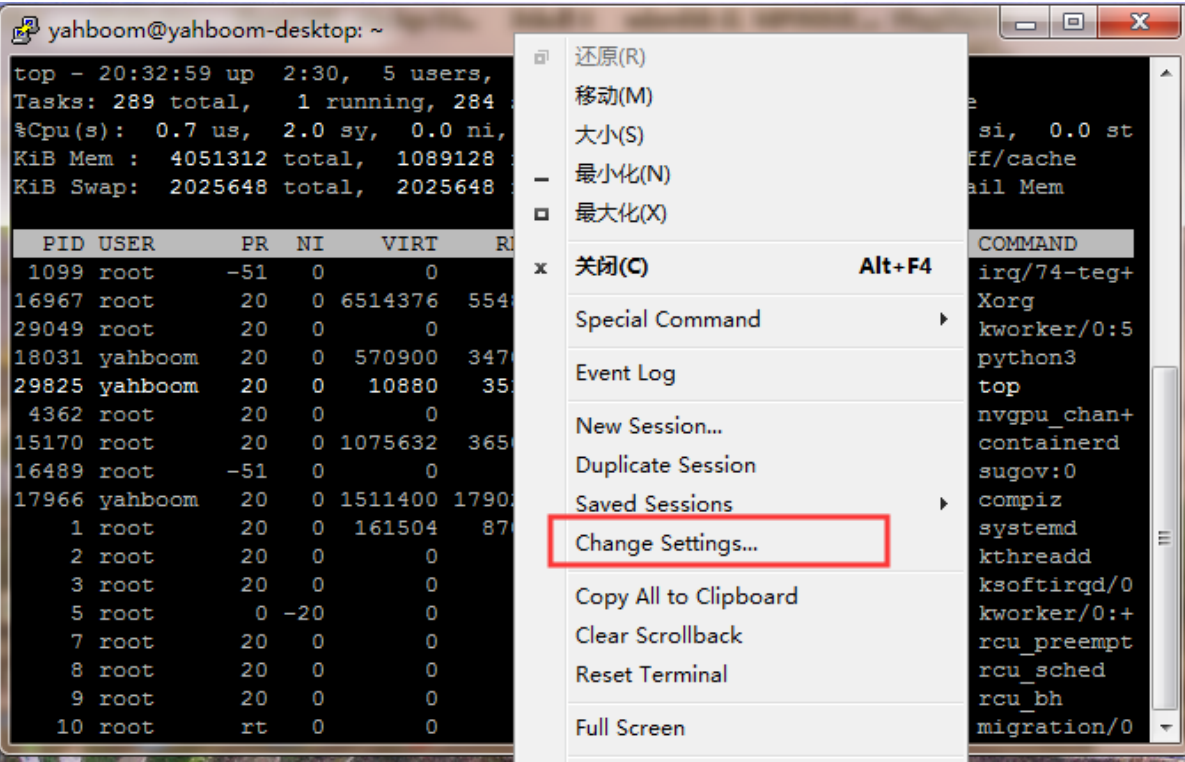 yahboom@yahboom-desktop: ~
top - 20:32:59 up 2:30, 5 users,
Tasks: 289 total, 1 running, 284
%Cpu(s): 0.7 us, 2.0 sy, 0.0 ni, si, 0.0 st
KiB Mem : 4051312 total, 1089128 ff/cache
KiB Swap: 2025648 total, 2025648 ail Mem
PID USER PR NI VIRT COMMAND
1099 root -51 0 0 irq/74-teg+
16967 root 20 0 6514376 554 Xorg
29049 root 20 0 0 kworker/0:5
18031 yahboom 20 0 570900 347 python3
29825 yahboom 20 0 10880 35 top
4362 root 20 0 0 nvgpu_chan+
15170 root 20 0 1075632 365 containerd
16489 root -51 0 0 sugov:0
17966 yahboom 20 0 1511400 1790 compiz
1 root 20 0 161504 87 systemd
2 root 20 0 0 kthreadd
3 root 20 0 0 ksoftirqd/0
5 root 0 -20 0 kworker/0:+
7 root 20 0 0 rcu_preempt
8 root 20 0 0 rcu_sched
9 root 20 0 0 rcu_bh
10 root rt 0 0 migration/0
还原(R)
移动(M)
大小(S)
最小化(N)
最大化(X)
关闭(C) Alt+F4
Special Command
Event Log
New Session...
Duplicate Session
Saved Sessions
Change Settings...
Copy All to Clipboard
Clear Scrollback
Reset Terminal
Full Screen